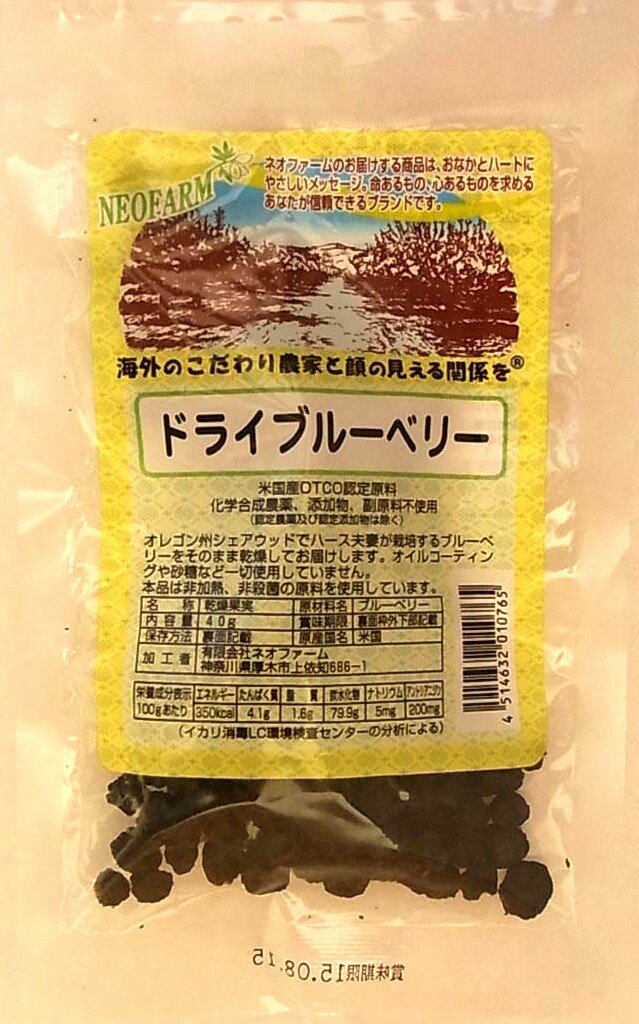 NEOFARM
ネオファームのお届けする商品は、おなかとハートに
やさしいメッセージ。命あるもの、心あるものを求める
あなたが信頼できるブランドです。
海外のこだわり農家と顔の見える関係を®
ドライブルーベリー
米国産OTCO認定原料
化学合成農薬、添加物、副原料不使用
(認定農薬及び認定添加物は除く)
オレゴン州シェアウッドでハース夫妻が栽培するブルーベ
リーをそのまま乾燥してお届けします。オイルコーティン
グや砂糖など一切使用していません。
本品は非加熱、非殺菌の原料を使用しています。
名 称 乾燥果実 原材料名 ブルーベリー
内容量 40g 賞味期限 裏面枠外下部記載
保存方法 裏面記載 原産国名 米国
加工者 有限会社ネオファーム
神奈川県厚木市上依知686-1
栄養成分表示 エネルギー たんぱく質 脂 質 炭水化物 ナトリウム アントシアニジン
100gあたり 350kcal 4.1g 1.6g 79.9g 5mg 200mg
(イカリ消毒LC環境検査センターの分析による)
4 514632 010765
賞味期限15.08.15